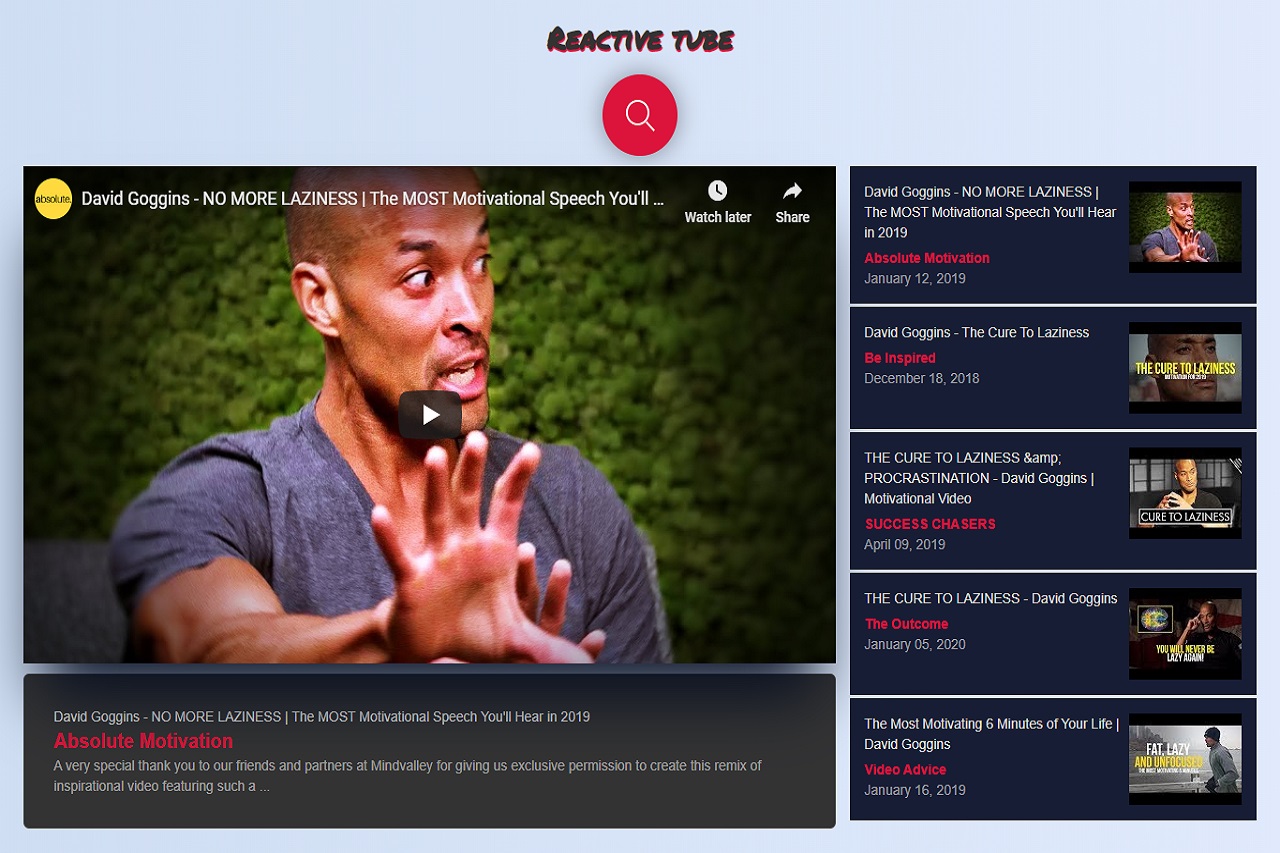 Reactive tube
absolute.
David Goggins - NO MORE LAZINESS | The MOST Motivational Speech You'll ...
Watch later
Share
David Goggins - NO MORE LAZINESS | The MOST Motivational Speech You'll Hear in 2019
Absolute Motivation
A very special thank you to our friends and partners at Mindvalley for giving us exclusive permission to create this remix of
inspirational video featuring such a ...
David Goggins - NO MORE LAZINESS |
The MOST Motivational Speech You'll Hear
in 2019
Absolute Motivation
January 12, 2019
David Goggins - The Cure To Laziness
Be Inspired
December 18, 2018
THE CURE TO LAZINESS
MOTIVATION FOR 2019
THE CURE TO LAZINESS &amp;
PROCRASTINATION - David Goggins |
Motivational Video
SUCCESS CHASERS
April 09, 2019
CURE TO LAZINESS
THE CURE TO LAZINESS - David Goggins
The Outcome
January 05, 2020
YOU WILL NEVER BE
LAZY AGAIN!
The Most Motivating 6 Minutes of Your Life |
David Goggins
Video Advice
January 16, 2019
FAT, LAZY
AND UNFOCUSED
THE MOST MOTIVATING 6 MINUTES